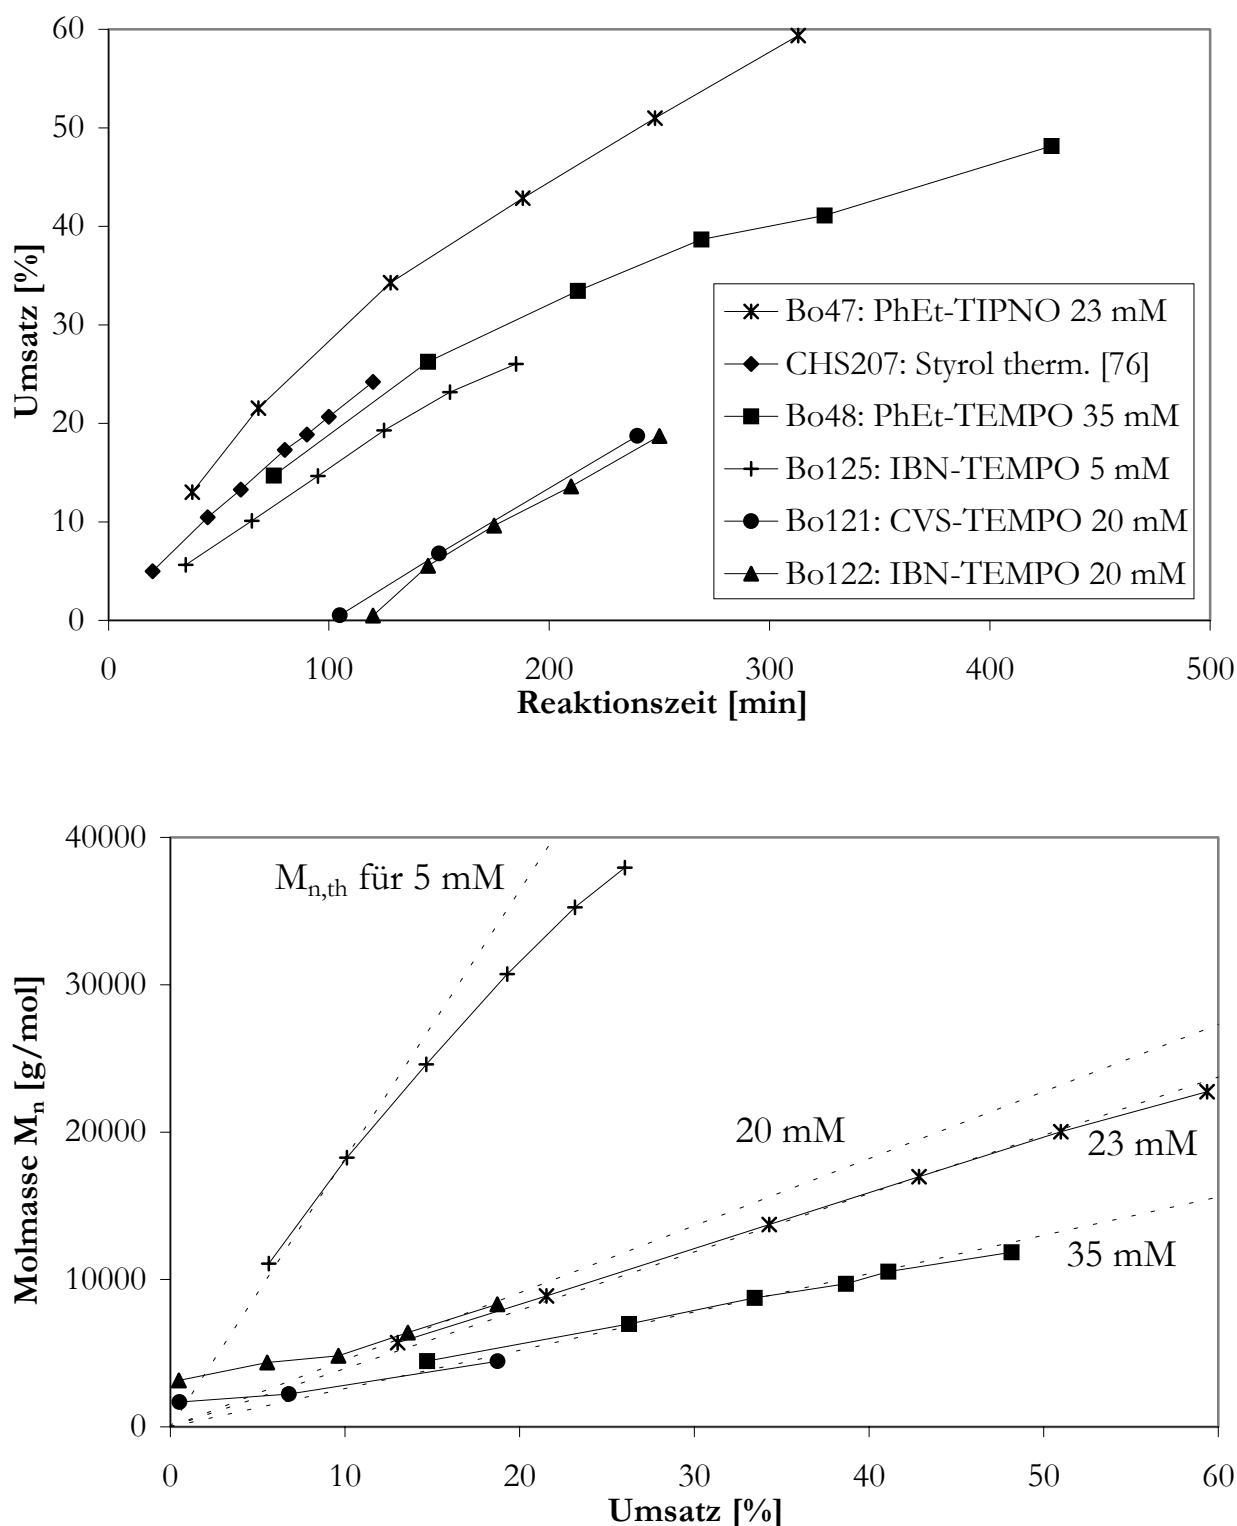 60
50
40
30
20
10
0
Umsatz [%]
Bo47: PhEt-TIPNO 23 mM
CHS207: Styrol therm. [76]
Bo48: PhEt-TEMPO 35 mM
Bo125: IBN-TEMPO 5 mM
Bo121: CVS-TEMPO 20 mM
Bo122: IBN-TEMPO 20 mM
0 100 200 300 400 500
Reaktionszeit [min]
40000
30000
20000
10000
0
Molmasse Mn [g/mol]
Mn,th für 5 mM
20 mM
23 mM
35 mM
0 10 20 30 40 50 60
Umsatz [%]